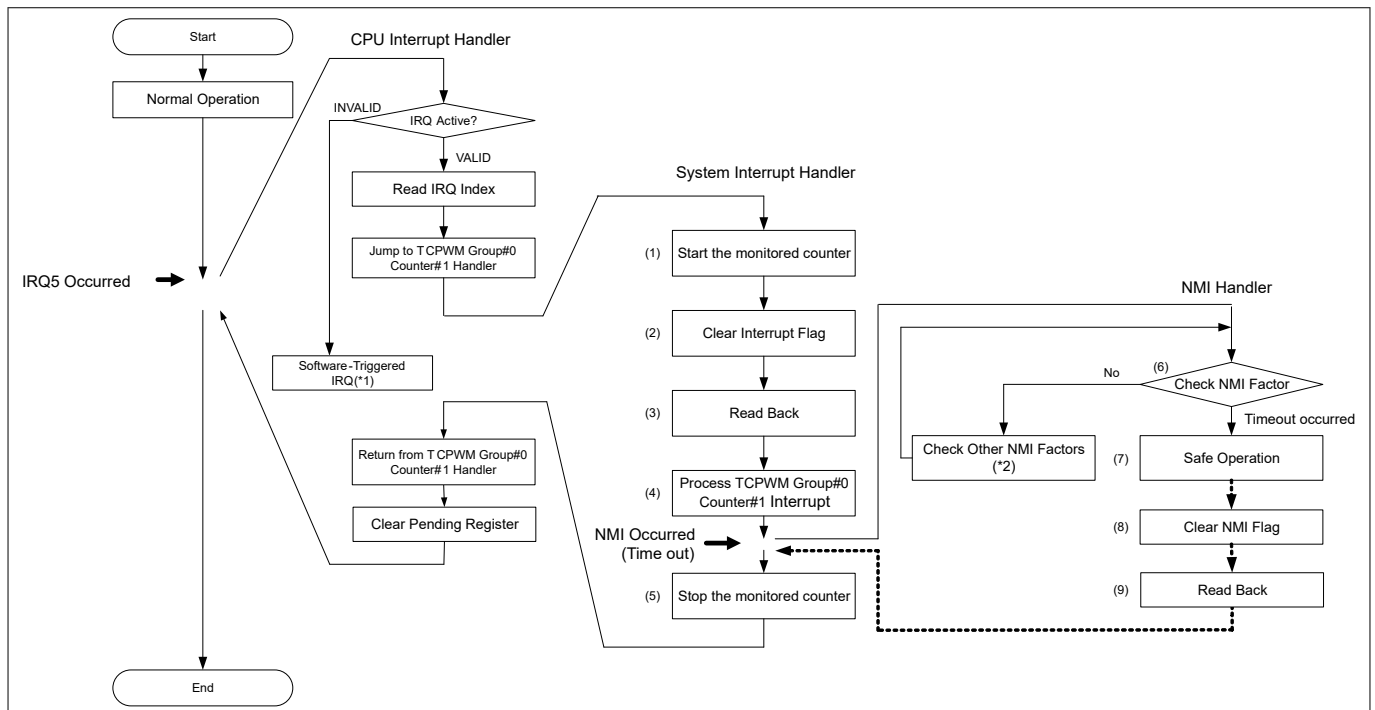 Start
Normal Operation
IRQ5 Occurred
End
CPU Interrupt Handler
IRQ Active?
INVALID
VALID
Read IRQ Index
Jump to TCPWM Group#0
Counter#1 Handler
Software-Triggered
IRQ(*1)
Return from TCPWM Group#0
Counter#1 Handler
Clear Pending Register
System Interrupt Handler
(1)
Start the monitored counter
(2)
Clear Interrupt Flag
(3)
Read Back
(4)
Process TCPWM Group#0
Counter#1 Interrupt
NMI Occurred
(Time out)
(5)
Stop the monitored counter
NMI Handler
(6)
Check NMI Factor
No
Timeout occurred
Check Other NMI Factors
(*2)
(7)
Safe Operation
(8)
Clear NMI Flag
(9)
Read Back